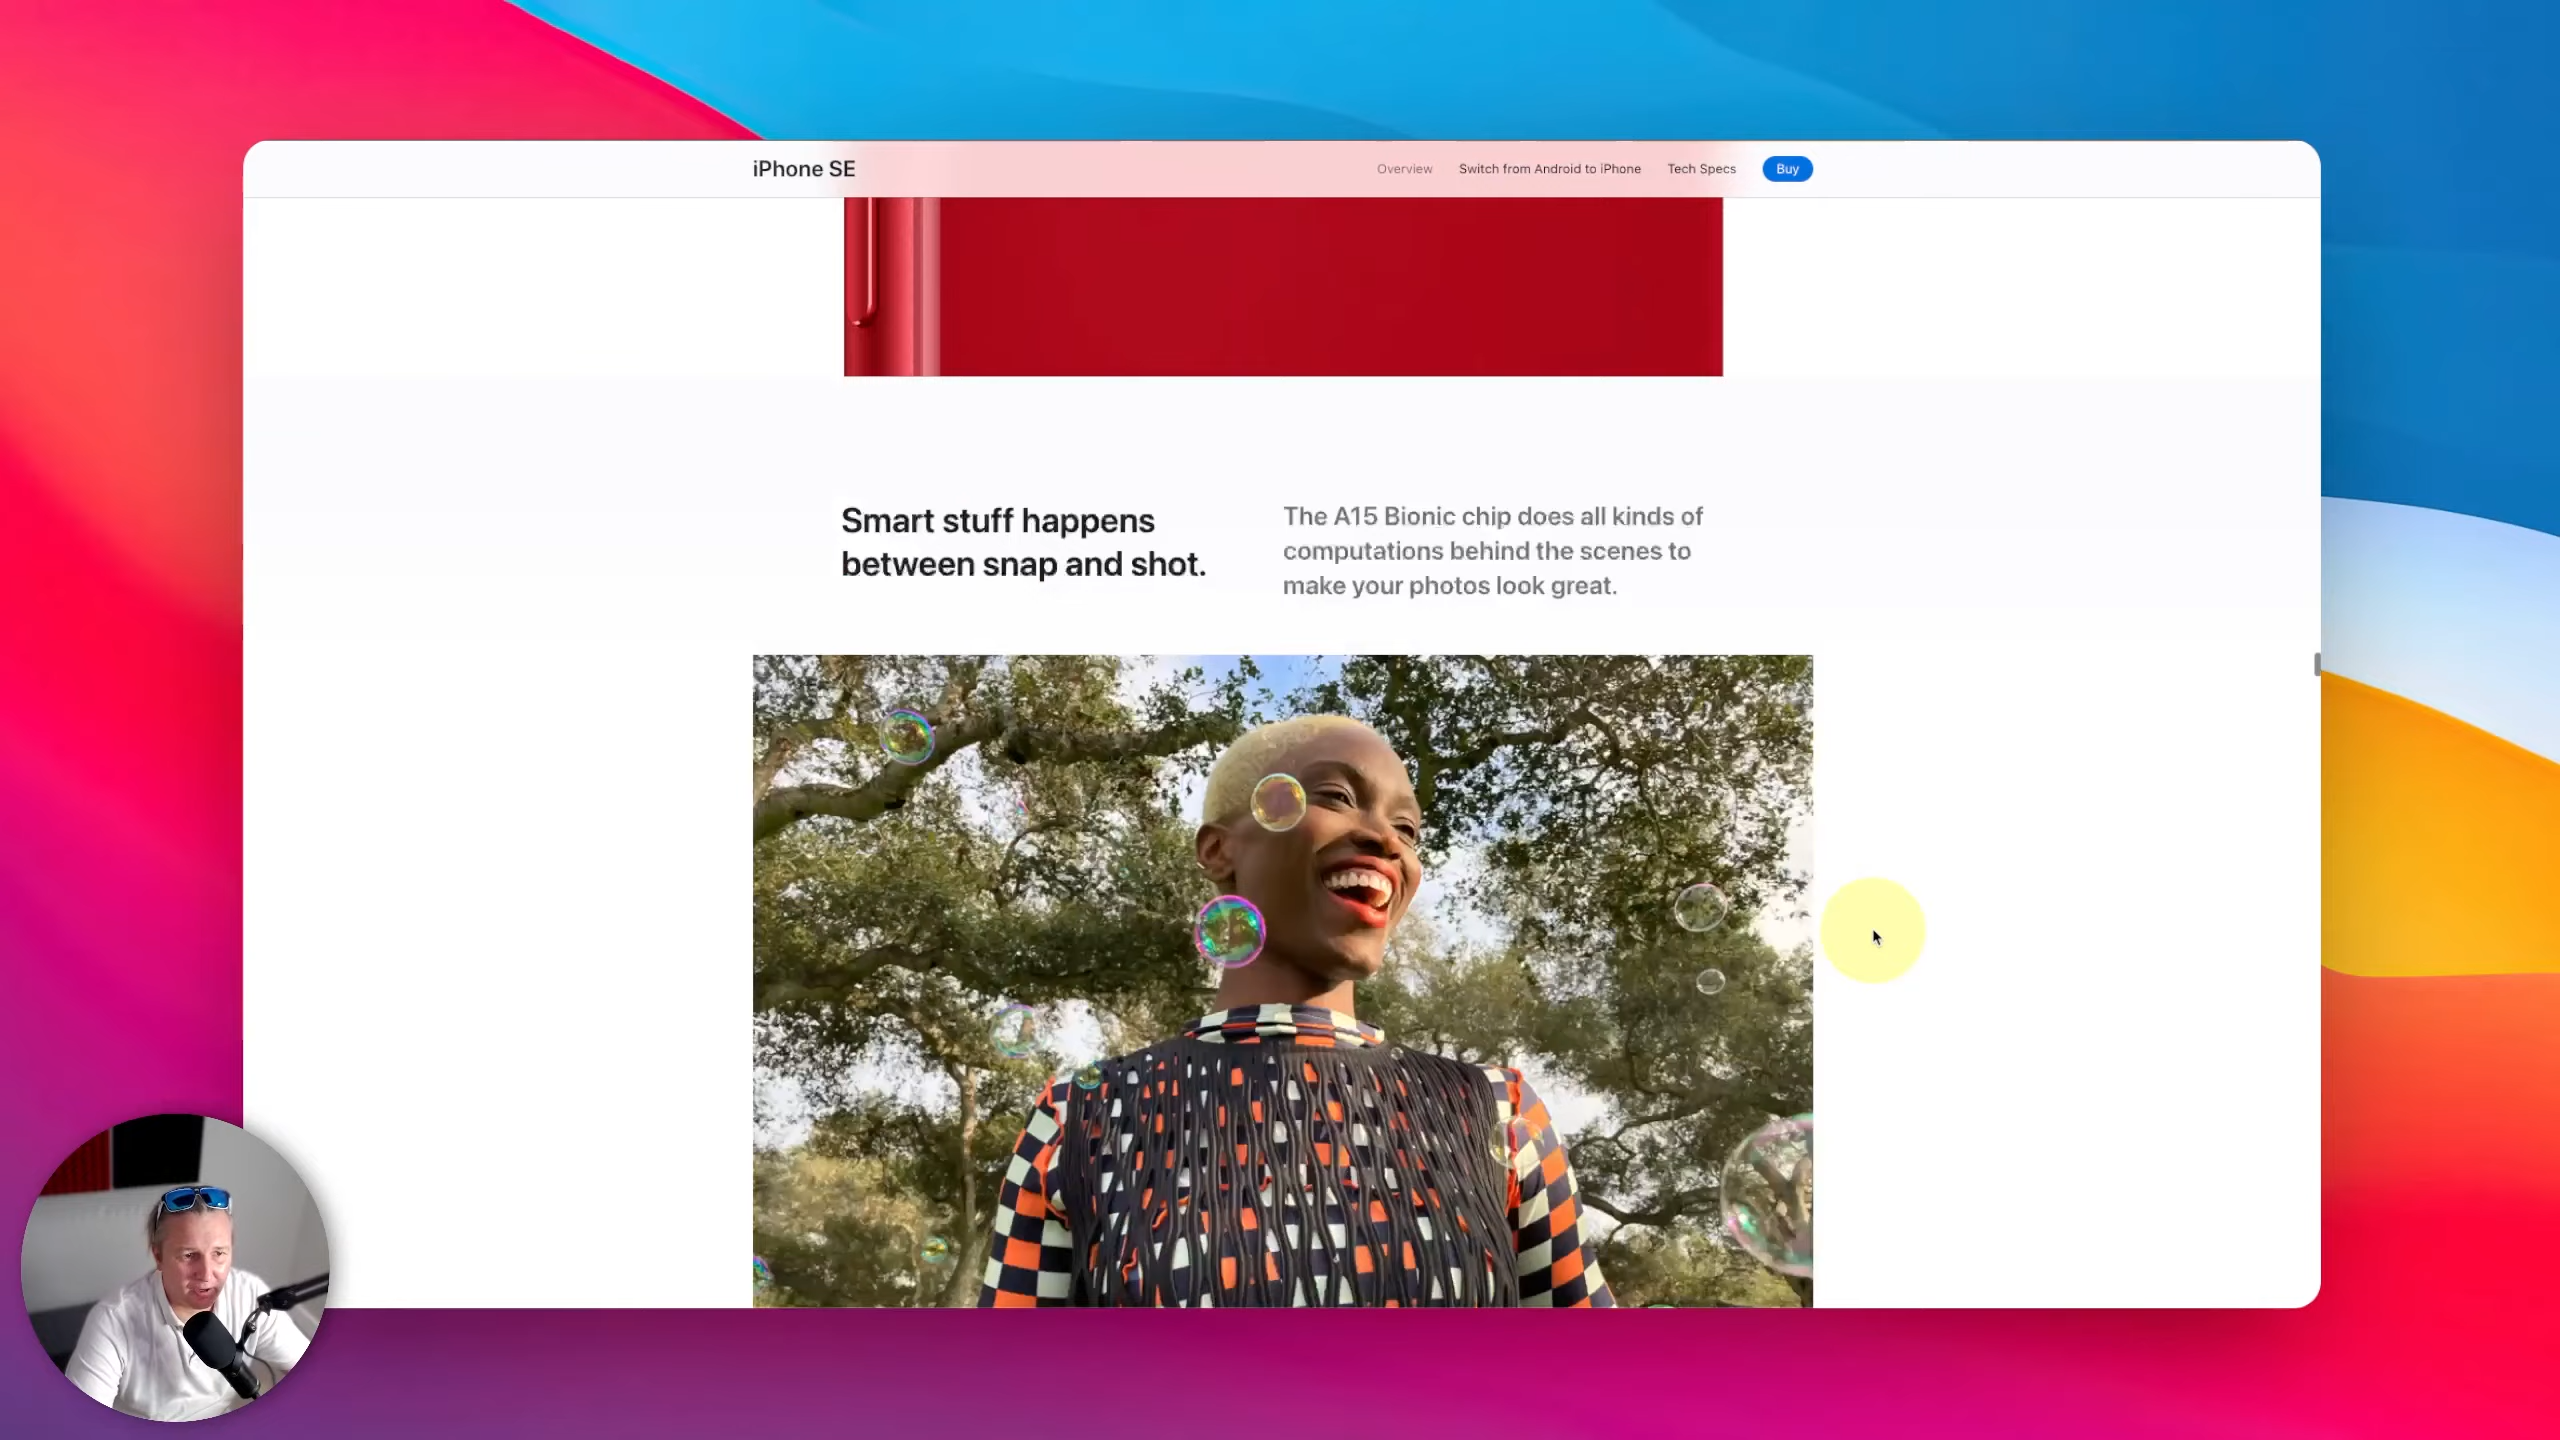 iPhone SE
Overview
Switch from Android to iPhone
Tech Specs
Buy
Smart stuff happens
between snap and shot.
The A15 Bionic chip does all kinds of
computations behind the scenes to
make your photos look great.